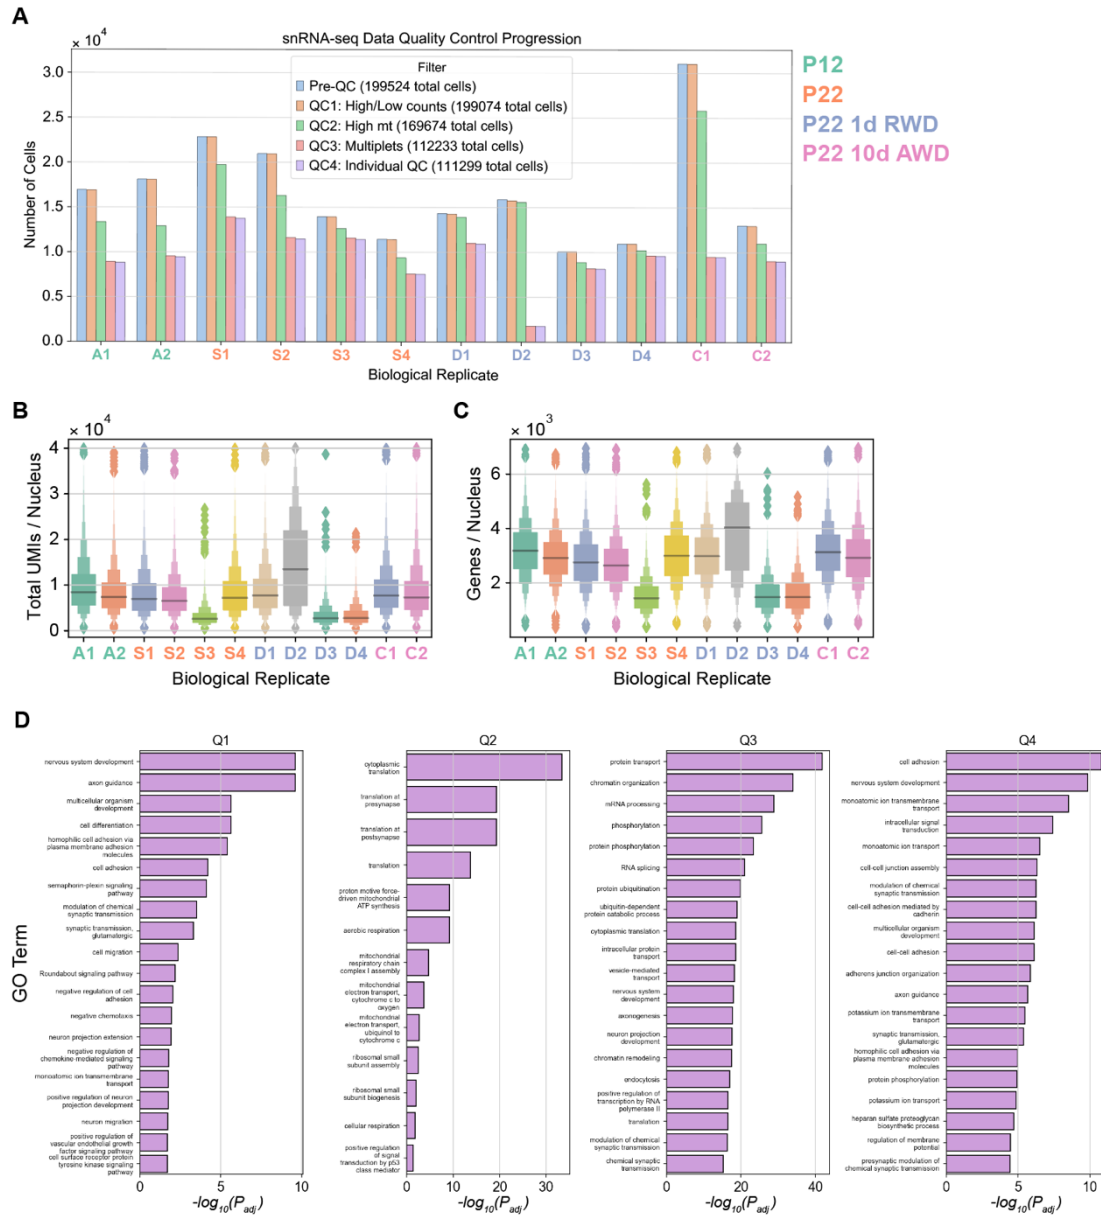 A
× 10⁴
snRNA-seq Data Quality Control Progression
Filter
Pre-QC (199524 total cells)
QC1: High/Low counts (199074 total cells)
QC2: High mt (169674 total cells)
QC3: Multiplets (112233 total cells)
QC4: Individual QC (111299 total cells)
P12
P22
P22 1d RWD
P22 10d AWD
Number of Cells
3.0
2.5
2.0
1.5
1.0
0.5
0.0
A1 A2 S1 S2 S3 S4 D1 D2 D3 D4 C1 C2
Biological Replicate
B
× 10⁴
Total UMIs / Nucleus
4
3
2
1
0
A1 A2 S1 S2 S3 S4 D1 D2 D3 D4 C1 C2
Biological Replicate
C
× 10³
Genes / Nucleus
6
4
2
A1 A2 S1 S2 S3 S4 D1 D2 D3 D4 C1 C2
Biological Replicate
D
GO Term
Q1
nervous system development
axon guidance
multicellular organism
development
cell differentiation
homophilic cell adhesion via
plasma membrane adhesion
molecules
cell adhesion
semaphorin-plexin signaling
pathway
modulation of chemical
synaptic transmission
synaptic transmission,
glutamatergic
cell migration
Roundabout signaling pathway
negative regulation of cell
adhesion
negative chemotaxis
neuron projection extension
negative regulation of
chemokine-mediated signaling
pathway
monoatomic ion transmembrane
transport
positive regulation of neuron
projection development
neuron migration
positive regulation of
vascular endothelial growth
factor signaling pathway
cell surface receptor protein
tyrosine kinase signaling
pathway
0 5 10
-log₁₀(P_adj)
Q2
cytoplasmic
translation
translation at
presynapse
translation at
postsynapse
translation
proton motive force-
driven mitochondrial
ATP synthesis
aerobic respiration
mitochondrial
respiratory chain
complex I assembly
mitochondrial
electron transport,
cytochrome c to
oxygen
mitochondrial
electron transport,
ubiquinol to
cytochrome c
ribosomal small
subunit assembly
ribosomal small
subunit biogenesis
cellular respiration
positive regulation
of signal
transduction by p53
class mediator
0 10 20 30
-log₁₀(P_adj)
Q3
protein transport
chromatin organization
mRNA processing
phosphorylation
protein phosphorylation
RNA splicing
protein ubiquitination
ubiquitin-dependent
protein catabolic process
cytoplasmic translation
intracellular protein
transport
vesicle-mediated
transport
nervous system
development
axonogenesis
neuron projection
development
chromatin remodeling
endocytosis
positive regulation of
transcription by RNA
polymerase II
translation
modulation of chemical
synaptic transmission
chemical synaptic
transmission
0 20 40
-log₁₀(P_adj)
Q4
cell adhesion
nervous system development
monoatomic ion transmembrane
transport
intracellular signal
transduction
monoatomic ion transport
cell-cell junction assembly
modulation of chemical
synaptic transmission
cell-cell adhesion mediated by
cadherin
multicellular organism
development
cell-cell adhesion
adherens junction organization
axon guidance
potassium ion transmembrane
transport
synaptic transmission,
glutamatergic
homophilic cell adhesion via
plasma membrane adhesion
molecules
protein phosphorylation
potassium ion transport
heparan sulfate proteoglycan
biosynthetic process
regulation of membrane
potential
presynaptic modulation of
chemical synaptic transmission
0 5 10
-log₁₀(P_adj)